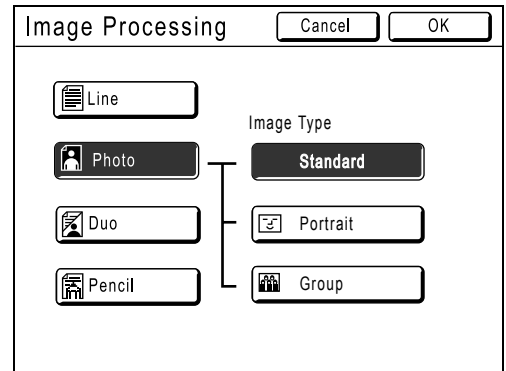 Image Processing Cancel OK
Line
Image Type
Photo Standard
Duo Portrait
Pencil Group